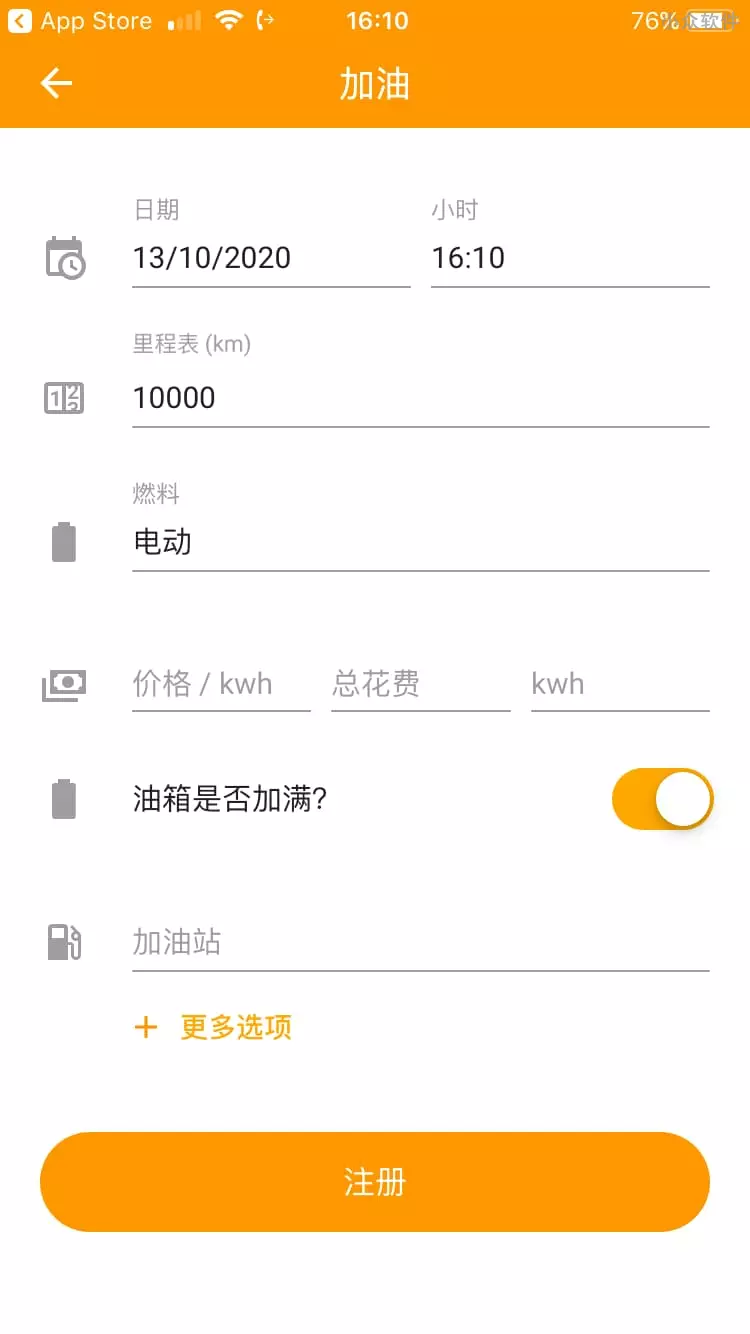 App Store 16:10 76%
加油
日期 小时
13/10/2020 16:10
里程表 (km)
10000
燃料
电动
价格 / kwh 总花费 kwh
油箱是否加满?
加油站
+ 更多选项
注册